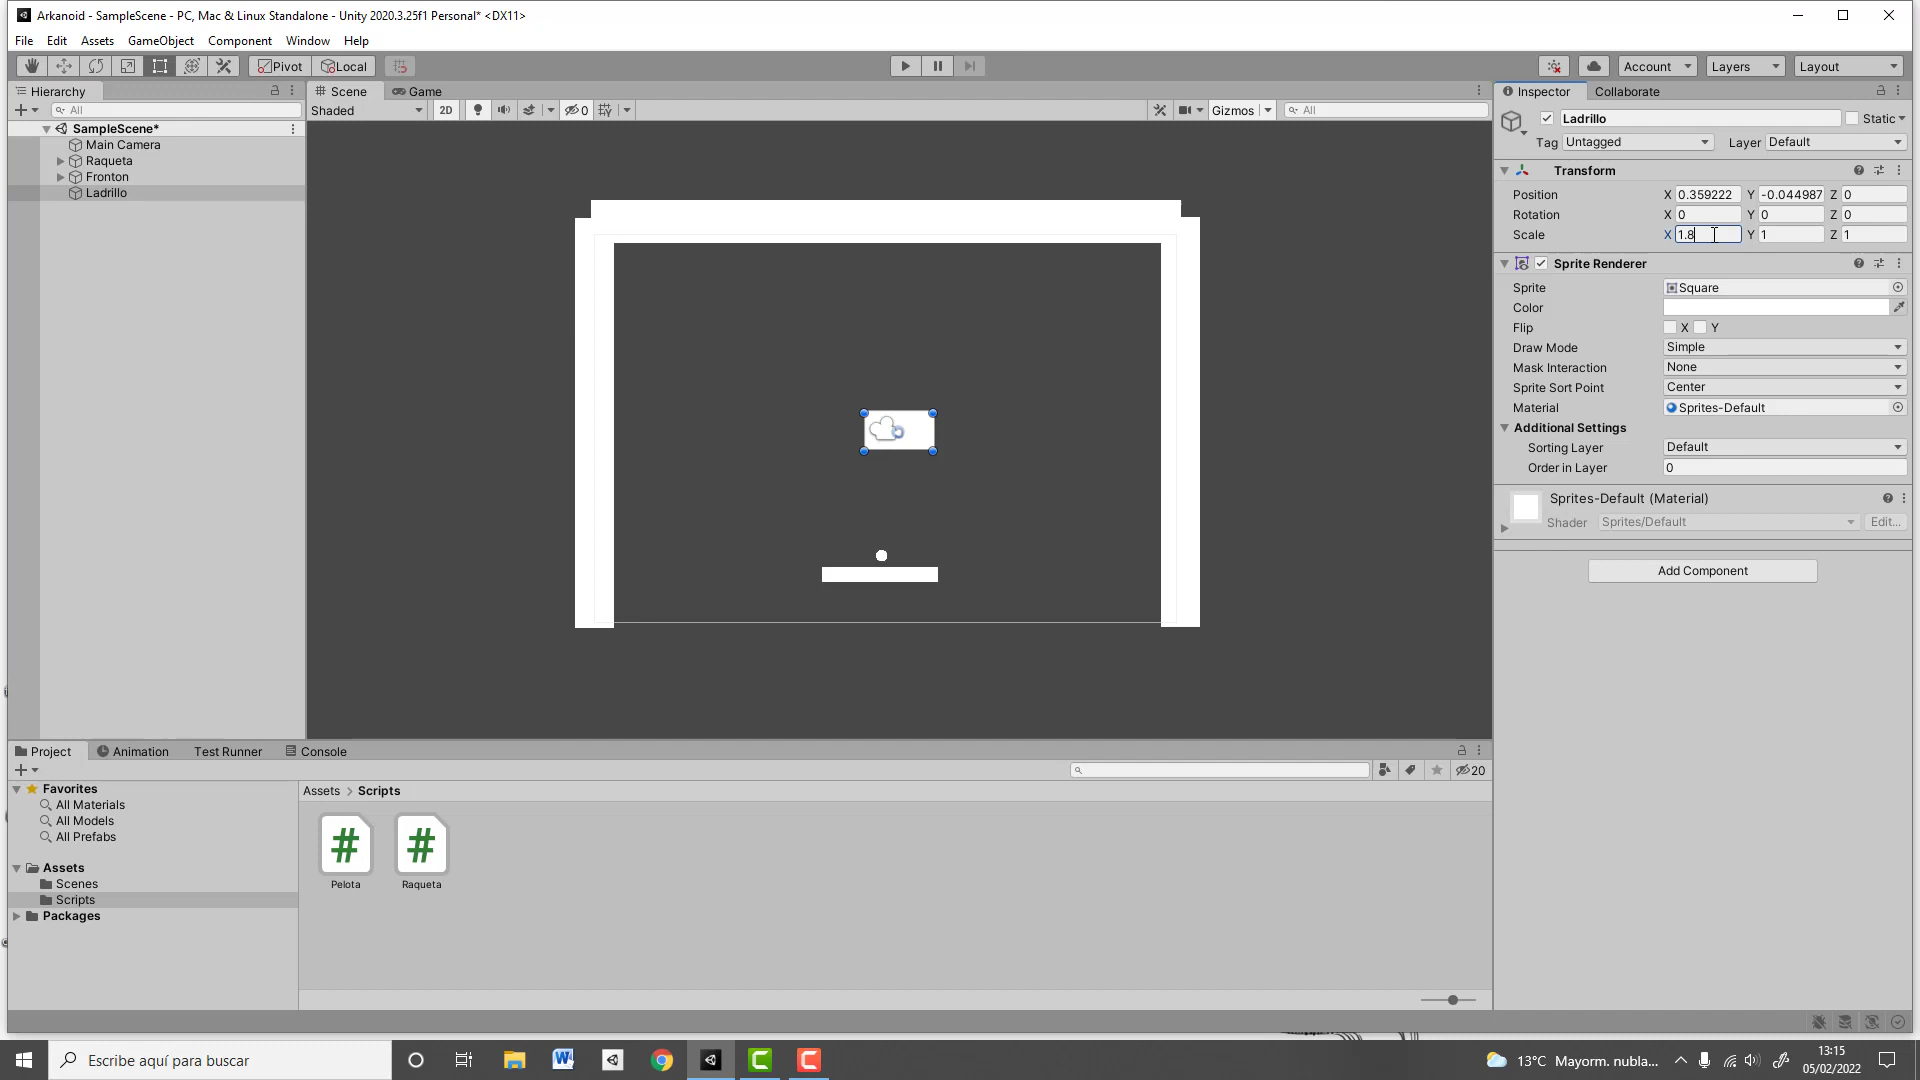 Arkanoid - SampleScene - PC, Mac & Linux Standalone - Unity 2020.3.25f1 Personal* <DX11>
File Edit Assets GameObject Component Window Help
Pivot Local Account Layers Layout
Hierarchy
All
SampleScene*
Main Camera
Raqueta
Fronton
Ladrillo
Scene Game
Shaded 2D 0 Gizmos All
Inspector Collaborate
Ladrillo Static
Tag Untagged Layer Default
Transform
Position X 0.359222 Y -0.044987 Z 0
Rotation X 0 Y 0 Z 0
Scale X 1.8 Y 1 Z 1
Sprite Renderer
Sprite Square
Color
Flip X Y
Draw Mode Simple
Mask Interaction None
Sprite Sort Point Center
Material Sprites-Default
Additional Settings
Sorting Layer Default
Order in Layer 0
Sprites-Default (Material)
Shader Sprites/Default Edit...
Add Component
Project Animation Test Runner Console
20
Favorites
All Materials
All Models
All Prefabs
Assets
Scenes
Scripts
Packages
Assets > Scripts
# #
Pelota Raqueta
Escribe aquí para buscar
13°C Mayorm. nubla...
13:15
05/02/2022